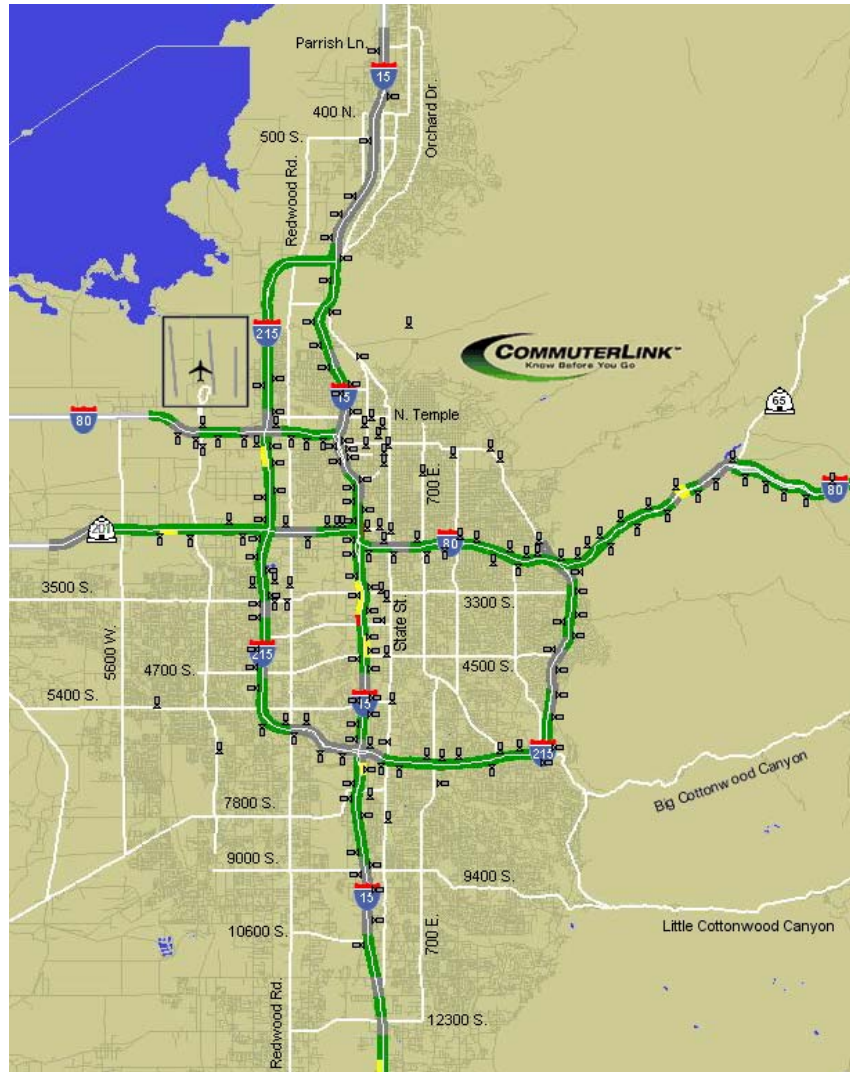 Parrish Ln.
15
400 N.
Orchard Dr.
500 S.
Redwood Rd.
215
COMMUTERLINK™
Know Before You Go
15
65
80
N. Temple
700 E.
80
201
80
3500 S.
3300 S.
State St.
5600 W.
215
4700 S.
4500 S.
5400 S.
15
215
Big Cottonwood Canyon
7800 S.
9000 S.
9400 S.
15
10600 S.
700 E.
Little Cottonwood Canyon
Redwood Rd.
12300 S.